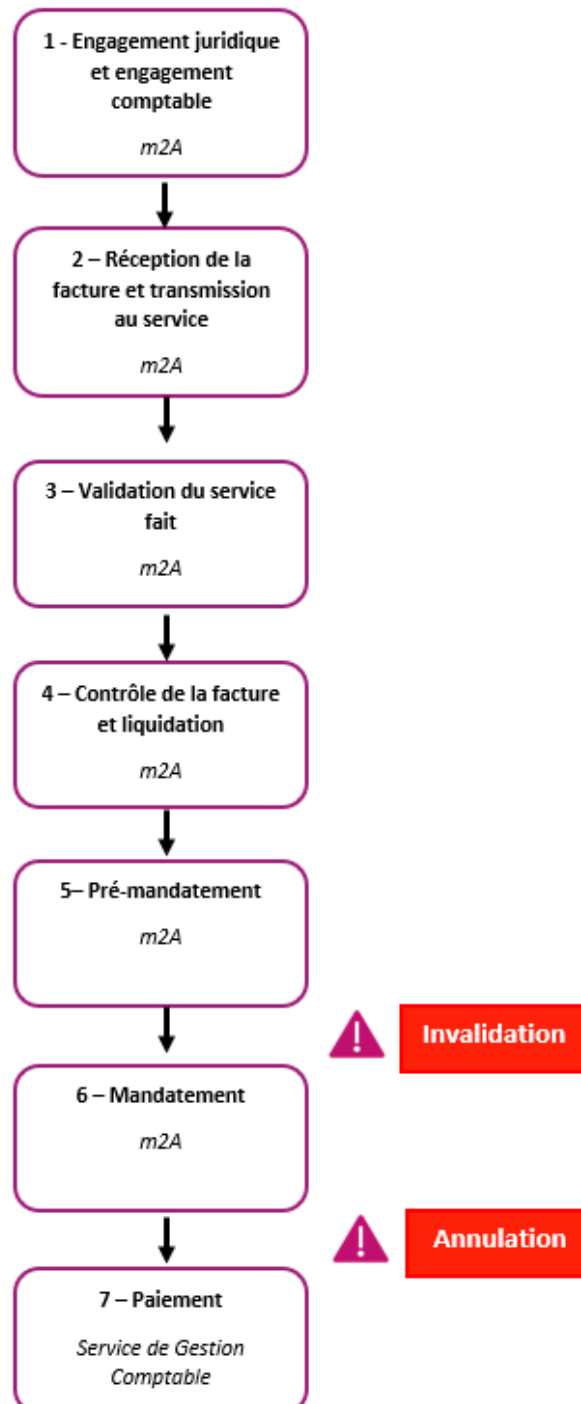 1 - Engagement juridique
et engagement
comptable
m2A
2 – Réception de la
facture et transmission
au service
m2A
3 – Validation du service
fait
m2A
4 – Contrôle de la facture
et liquidation
m2A
5– Pré-mandatement
m2A
Invalidation
6 – Mandatement
m2A
Annulation
7 – Paiement
Service de Gestion
Comptable